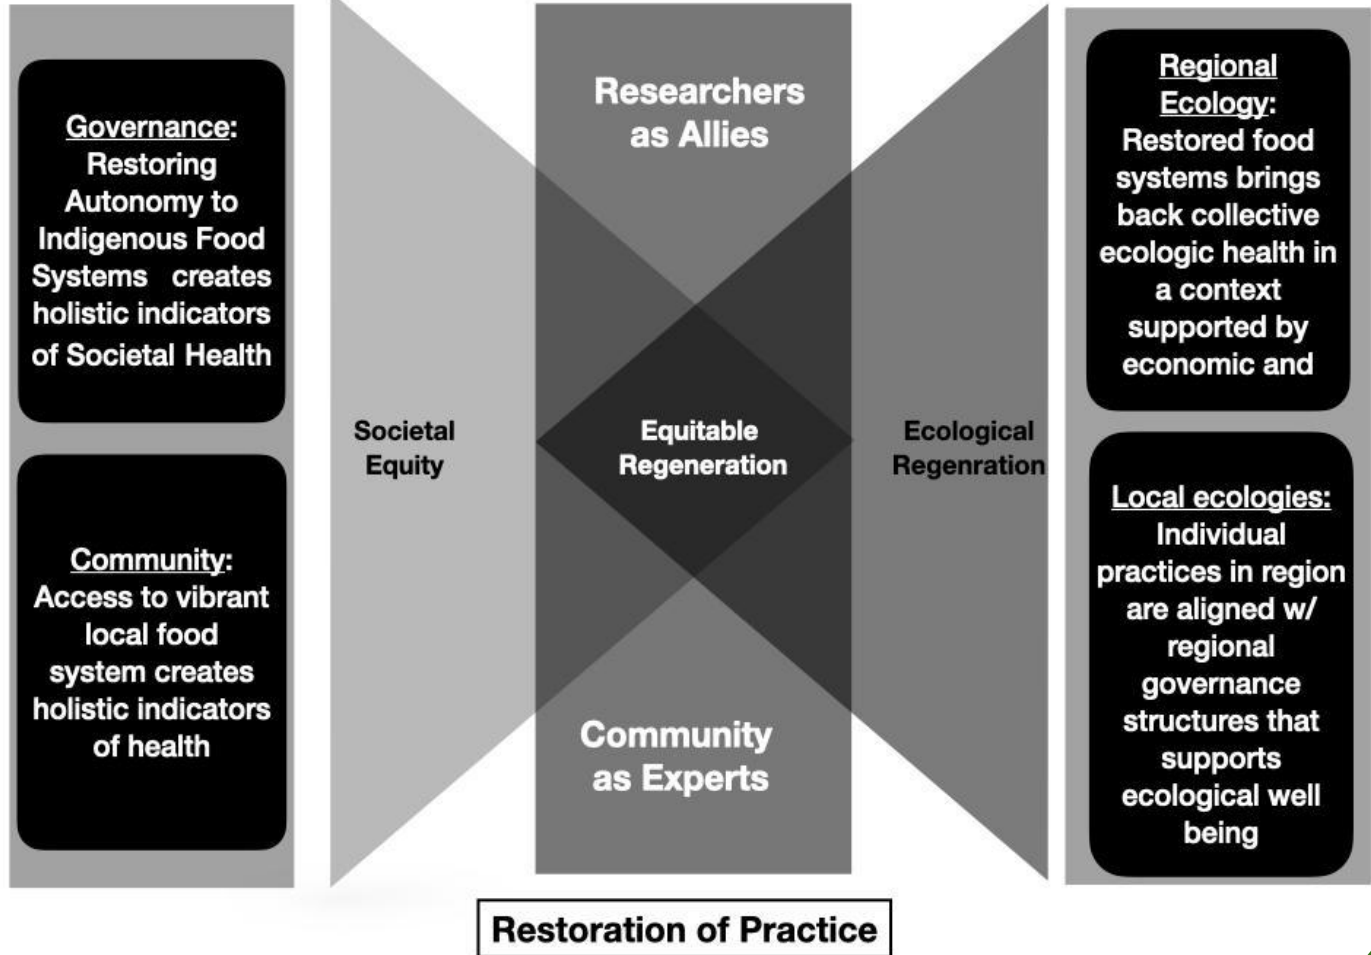 Governance:
Restoring
Autonomy to
Indigenous Food
Systems creates
holistic indicators
of Societal Health
Community:
Access to vibrant
local food
system creates
holistic indicators
of health
Societal
Equity
Researchers
as Allies
Equitable
Regeneration
Community
as Experts
Ecological
Regenration
Regional
Ecology:
Restored food
systems brings
back collective
ecologic health in
a context
supported by
economic and
Local ecologies:
Individual
practices in region
are aligned w/
regional
governance
structures that
supports
ecological well
being
Restoration of Practice